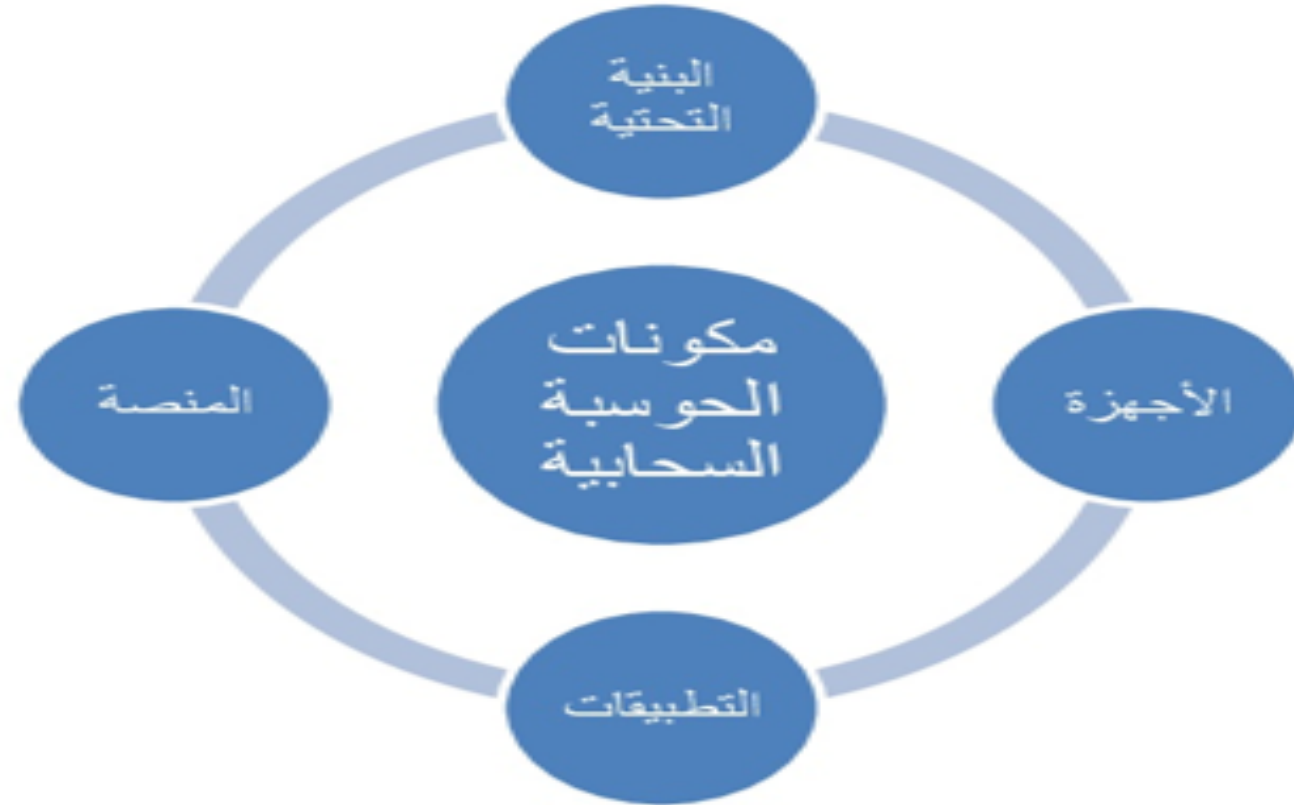 البنية
التحتية
الأجهزة
مكونات
الحوسبة
السحابية
المنصة
التطبيقات